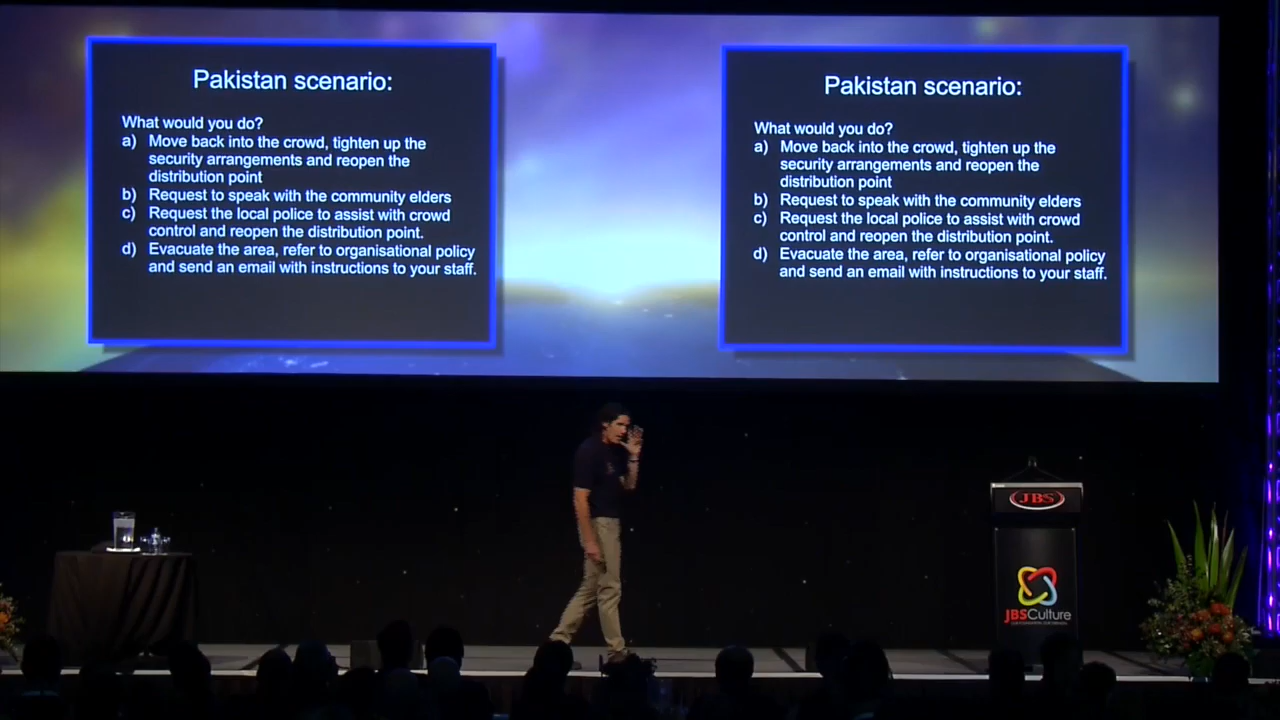 Pakistan scenario:
What would you do?
a) Move back into the crowd, tighten up the
security arrangements and reopen the
distribution point
b) Request to speak with the community elders
c) Request the local police to assist with crowd
control and reopen the distribution point.
d) Evacuate the area, refer to organisational policy
and send an email with instructions to your staff.
Pakistan scenario:
What would you do?
a) Move back into the crowd, tighten up the
security arrangements and reopen the
distribution point
b) Request to speak with the community elders
c) Request the local police to assist with crowd
control and reopen the distribution point.
d) Evacuate the area, refer to organisational policy
and send an email with instructions to your staff.
JBS
JBSCulture